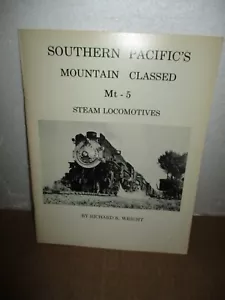 SOUTHERN PACIFIC'S
MOUNTAIN CLASSED
Mt - 5
STEAM LOCOMOTIVES
BY RICHARD K. WRIGHT